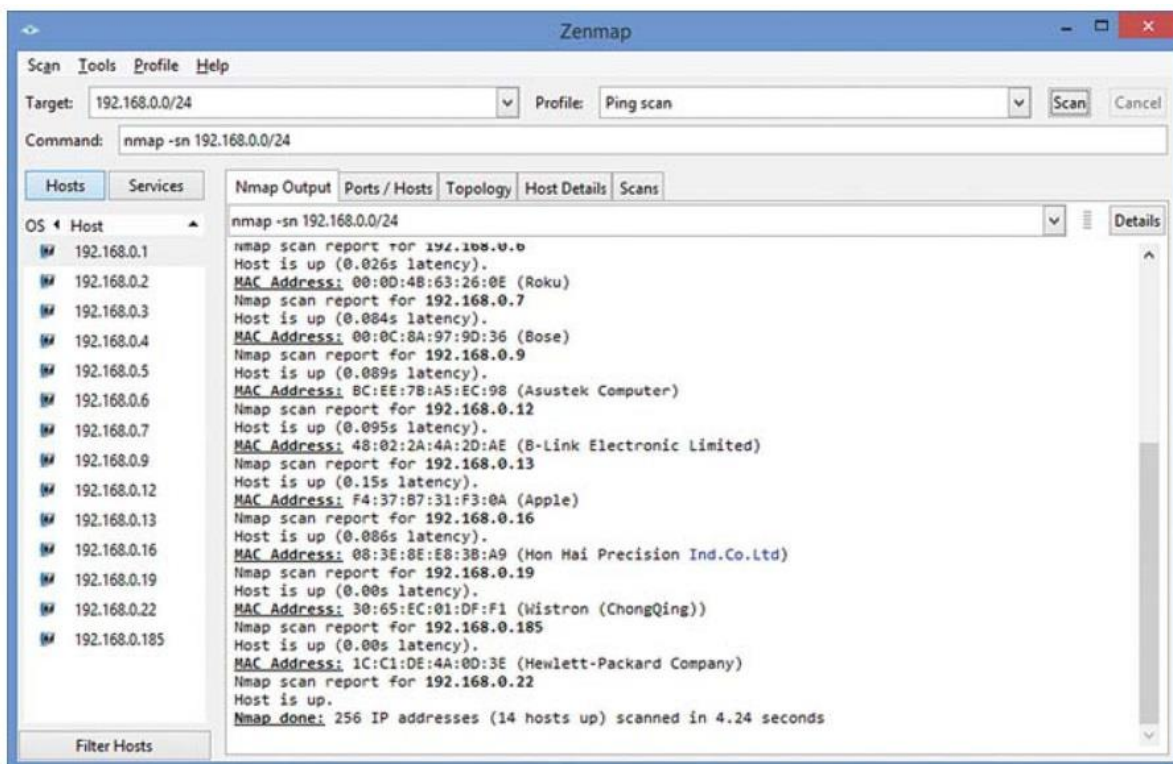 Zenmap
Scan Tools Profile Help
Target: 192.168.0.0/24 Profile: Ping scan Scan Cancel
Command: nmap -sn 192.168.0.0/24
Hosts Services
Nmap Output Ports / Hosts Topology Host Details Scans
OS Host
192.168.0.1
192.168.0.2
192.168.0.3
192.168.0.4
192.168.0.5
192.168.0.6
192.168.0.7
192.168.0.9
192.168.0.12
192.168.0.13
192.168.0.16
192.168.0.19
192.168.0.22
192.168.0.185
Filter Hosts
nmap -sn 192.168.0.0/24 Details
Nmap scan report for 192.168.0.6
Host is up (0.026s latency).
MAC Address: 00:0D:4B:63:26:0E (Roku)
Nmap scan report for 192.168.0.7
Host is up (0.084s latency).
MAC Address: 00:0C:8A:97:9D:36 (Bose)
Nmap scan report for 192.168.0.9
Host is up (0.089s latency).
MAC Address: BC:EE:7B:A5:EC:98 (Asustek Computer)
Nmap scan report for 192.168.0.12
Host is up (0.095s latency).
MAC Address: 48:02:2A:4A:2D:AE (B-Link Electronic Limited)
Nmap scan report for 192.168.0.13
Host is up (0.15s latency).
MAC Address: F4:37:B7:31:F3:0A (Apple)
Nmap scan report for 192.168.0.16
Host is up (0.086s latency).
MAC Address: 08:3E:8E:E8:3B:A9 (Hon Hai Precision Ind.Co.Ltd)
Nmap scan report for 192.168.0.19
Host is up (0.00s latency).
MAC Address: 30:65:EC:01:DF:F1 (Wistron (ChongQing))
Nmap scan report for 192.168.0.185
Host is up (0.00s latency).
MAC Address: 1C:C1:DE:4A:0D:3E (Hewlett-Packard Company)
Nmap scan report for 192.168.0.22
Host is up.
Nmap done: 256 IP addresses (14 hosts up) scanned in 4.24 seconds